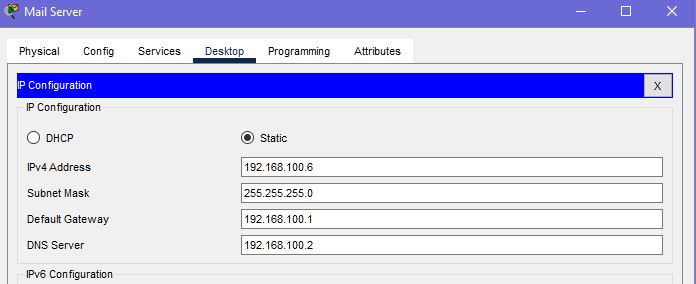 Mail Server
Physical Config Services Desktop Programming Attributes
IP Configuration X
IP Configuration
DHCP Static
IPv4 Address 192.168.100.6
Subnet Mask 255.255.255.0
Default Gateway 192.168.100.1
DNS Server 192.168.100.2
IPv6 Configuration